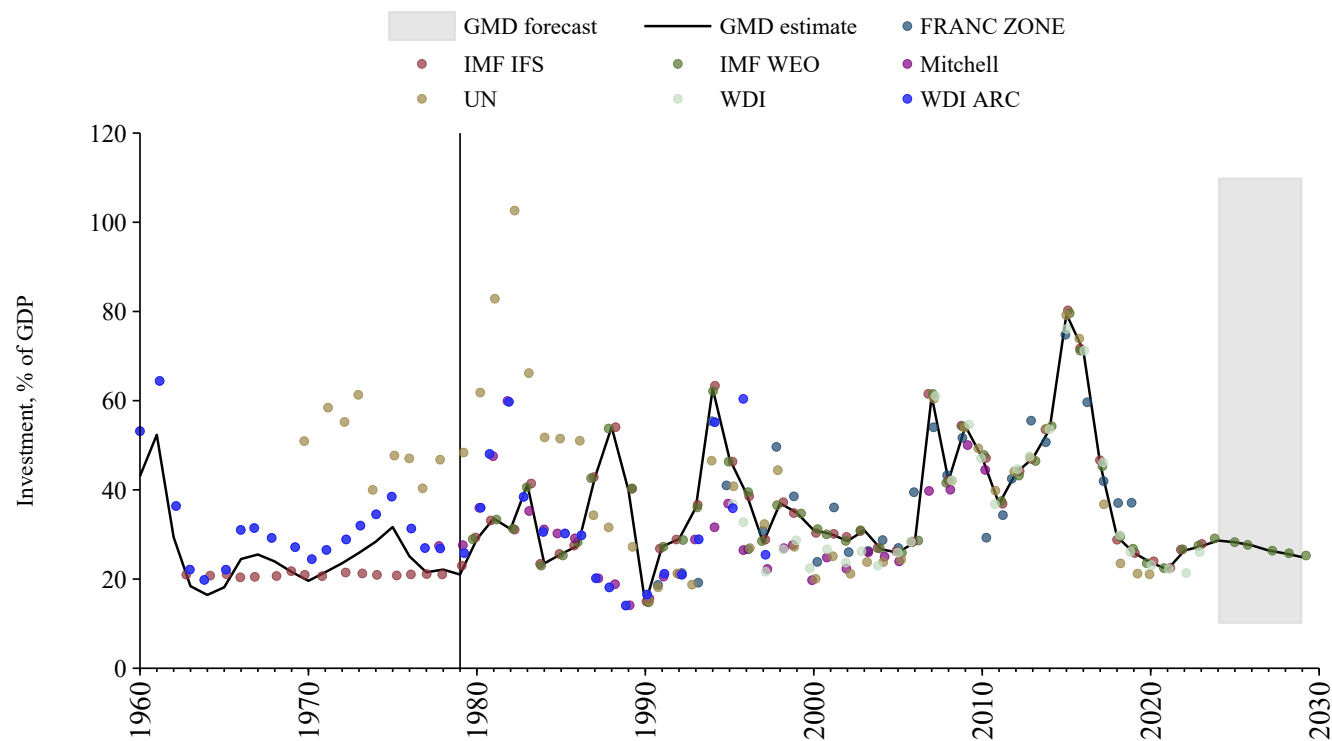 GMD forecast GMD estimate FRANC ZONE
IMF IFS IMF WEO Mitchell
UN WDI WDI ARC
Investment, % of GDP
120
100
80
60
40
20
0
1960 1970 1980 1990 2000 2010 2020 2030